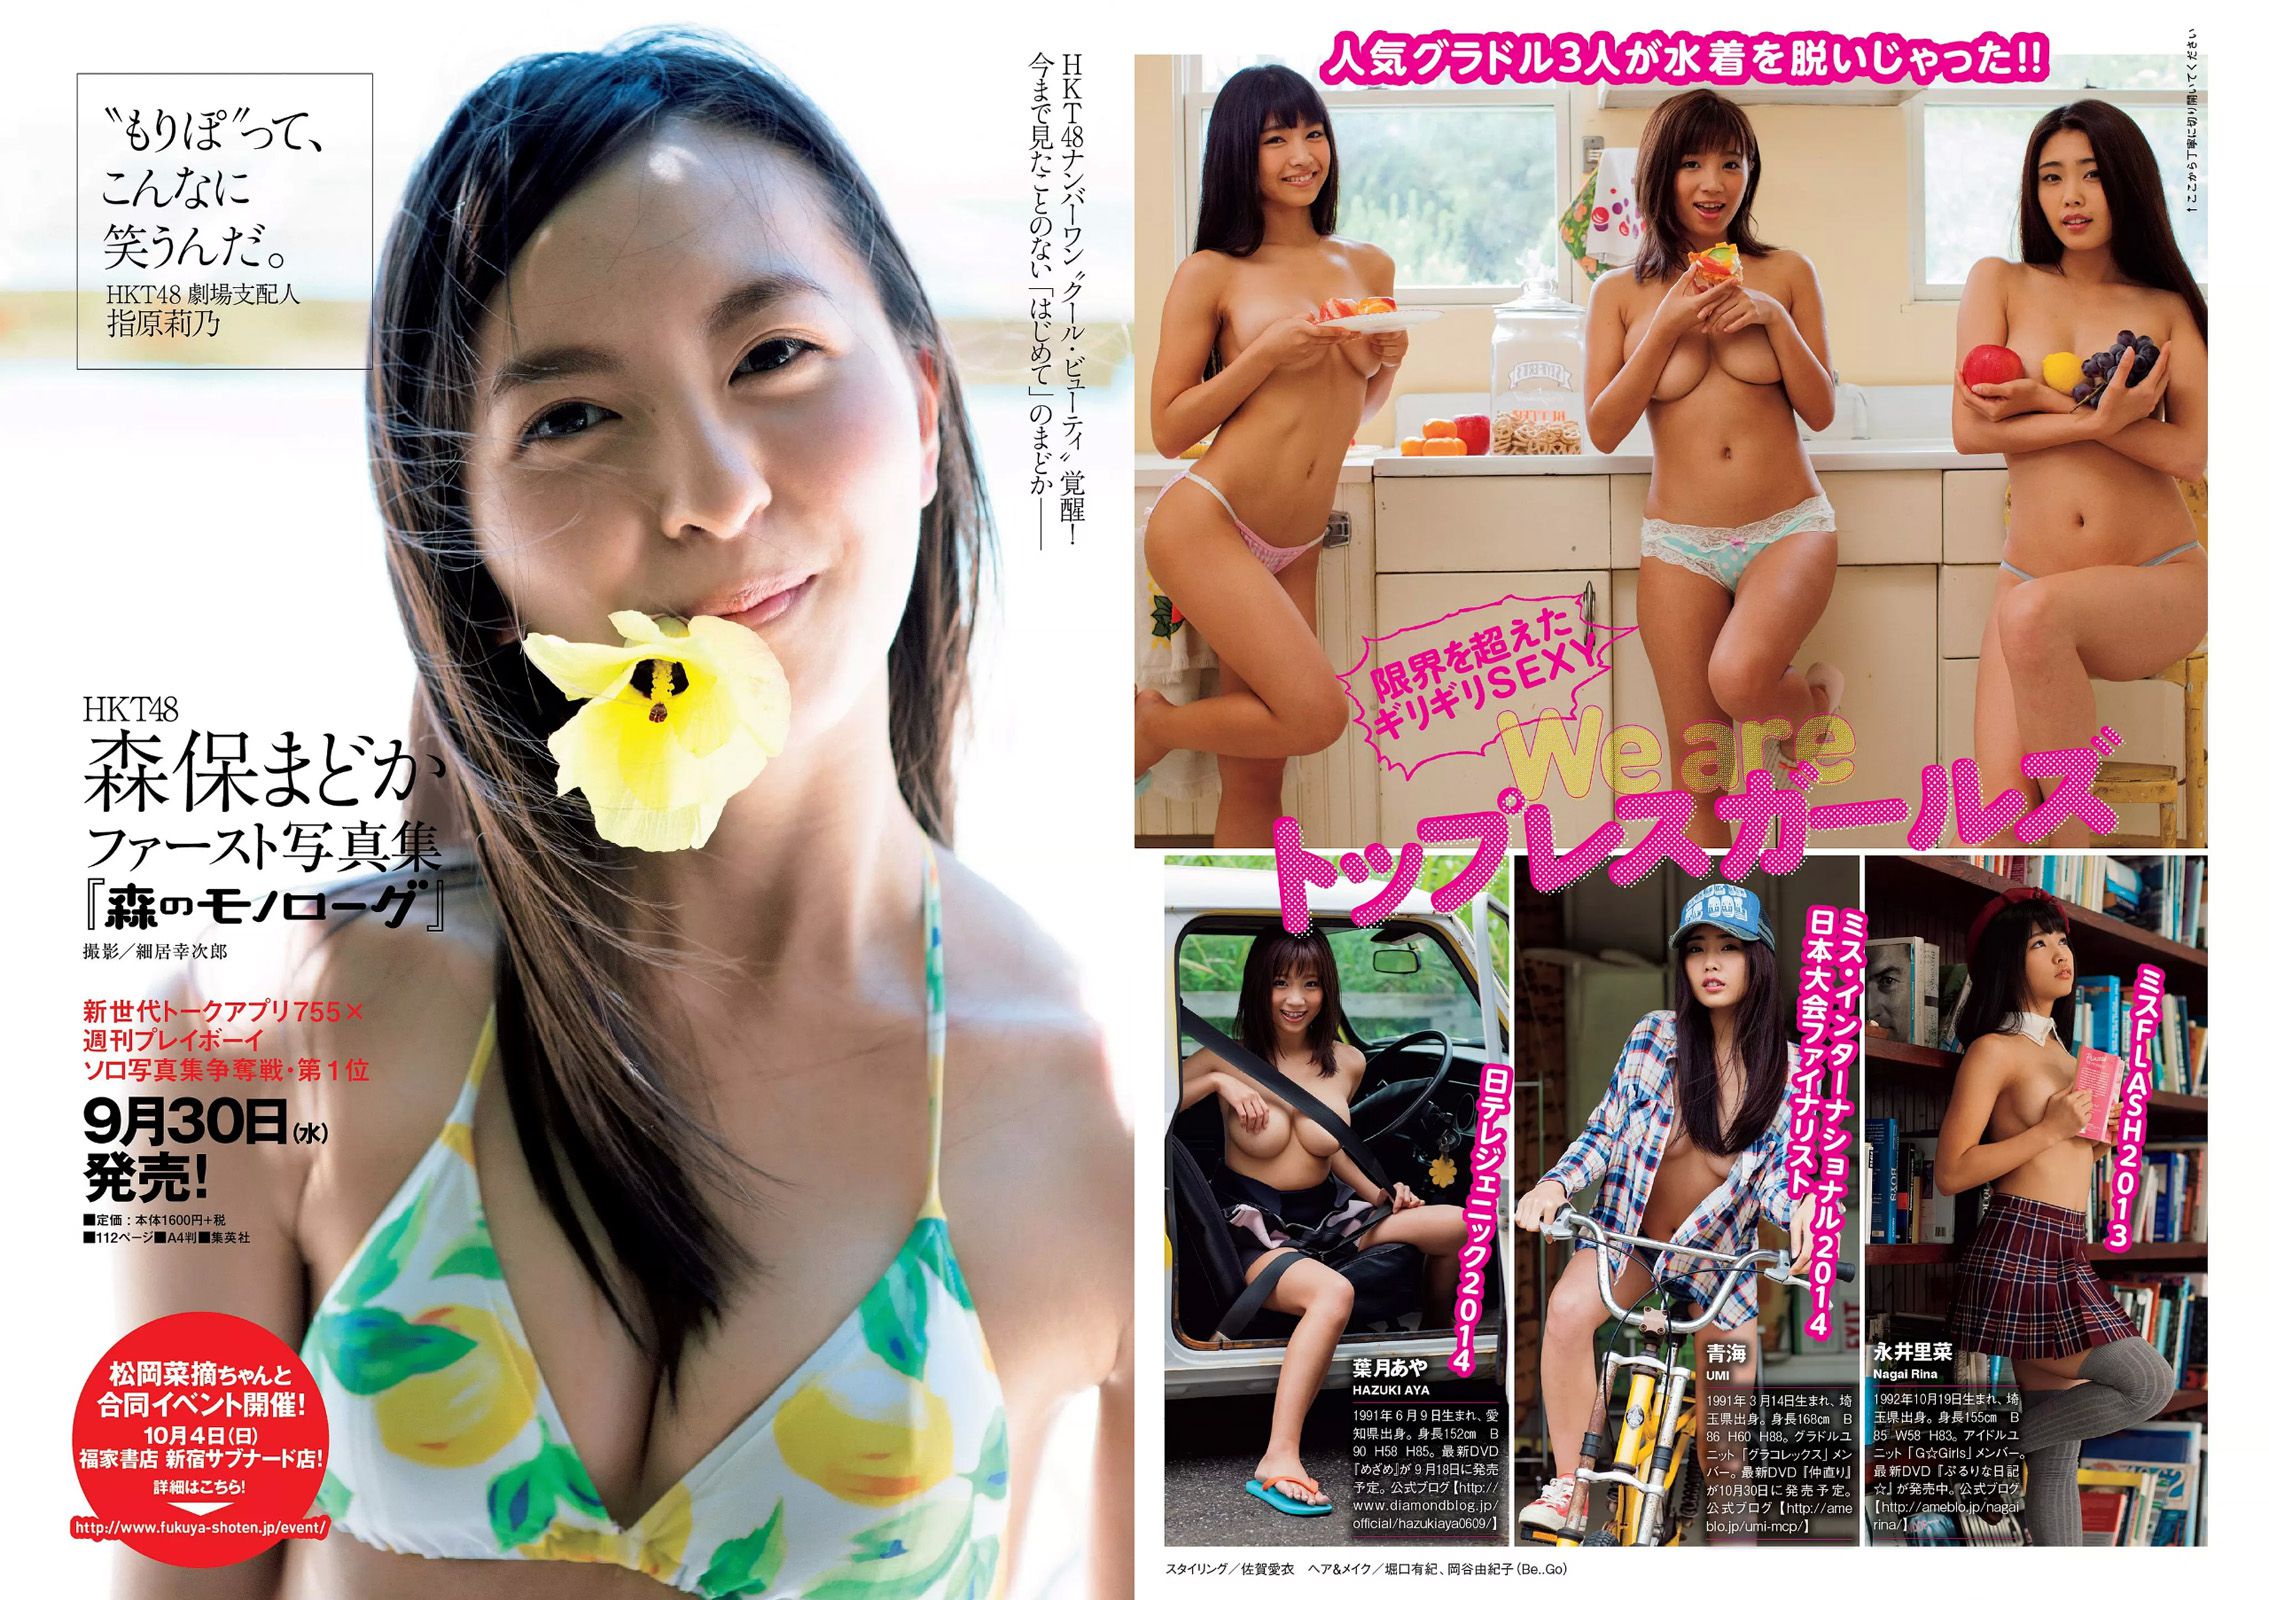 〝もりぽ〟って、
こんなに
笑うんだ。
HKT48 劇場支配人
指原莉乃
HKT48ナンバーワン〝クール・ビューティ〟覚醒！
今まで見たことのない「はじめて」のまどか――
HKT48
森保まどか
ファースト写真集
『森のモノローグ』
撮影／細居幸次郎
新世代トークアプリ755×
週刊プレイボーイ
ソロ写真集争奪戦・第1位
9月30日(水)
発売！
■定価：本体1600円+税
■112ページ■A4判■集英社
松岡菜摘ちゃんと
合同イベント開催！
10月4日(日)
福家書店 新宿サブナード店！
詳細はこちら！
http://www.fukuya-shoten.jp/event/
人気グラドル3人が水着を脱いじゃった!!
↑ここから丁寧に切り開いてください
限界を超えた
ギリギリSEXY
We are
トップレスガールズ
日テレジェニック2014
葉月あや
HAZUKI AYA
1991年6月9日生まれ、愛
知県出身。身長152㎝ B
90 H58 H85。最新DVD
『めざめ』が9月18日に発売
予定。公式ブログ【http://
www.diamondblog.jp/
official/hazukiaya0609/】
ミス・インターナショナル2014
日本大会ファイナリスト
青海
UMI
1991年3月14日生まれ、埼
玉県出身。身長168㎝ B
86 H60 H88。グラドルユ
ニット「グラコレックス」メン
バー。最新DVD『仲直り』
が10月30日に発売予定。
公式ブログ【http://ame
blo.jp/umi-mcp/】
ミスFLASH2013
永井里菜
Nagai Rina
1992年10月19日生まれ、埼
玉県出身。身長155㎝ B
85 W58 H83。アイドルユ
ニット「G☆Girls」メンバー。
最新DVD『ぷるりな日記
☆』が発売中。公式ブログ
【http://ameblo.jp/nagai
rina/】
スタイリング／佐賀愛衣 ヘア&メイク／堀口有紀、岡谷由紀子(Be..Go)